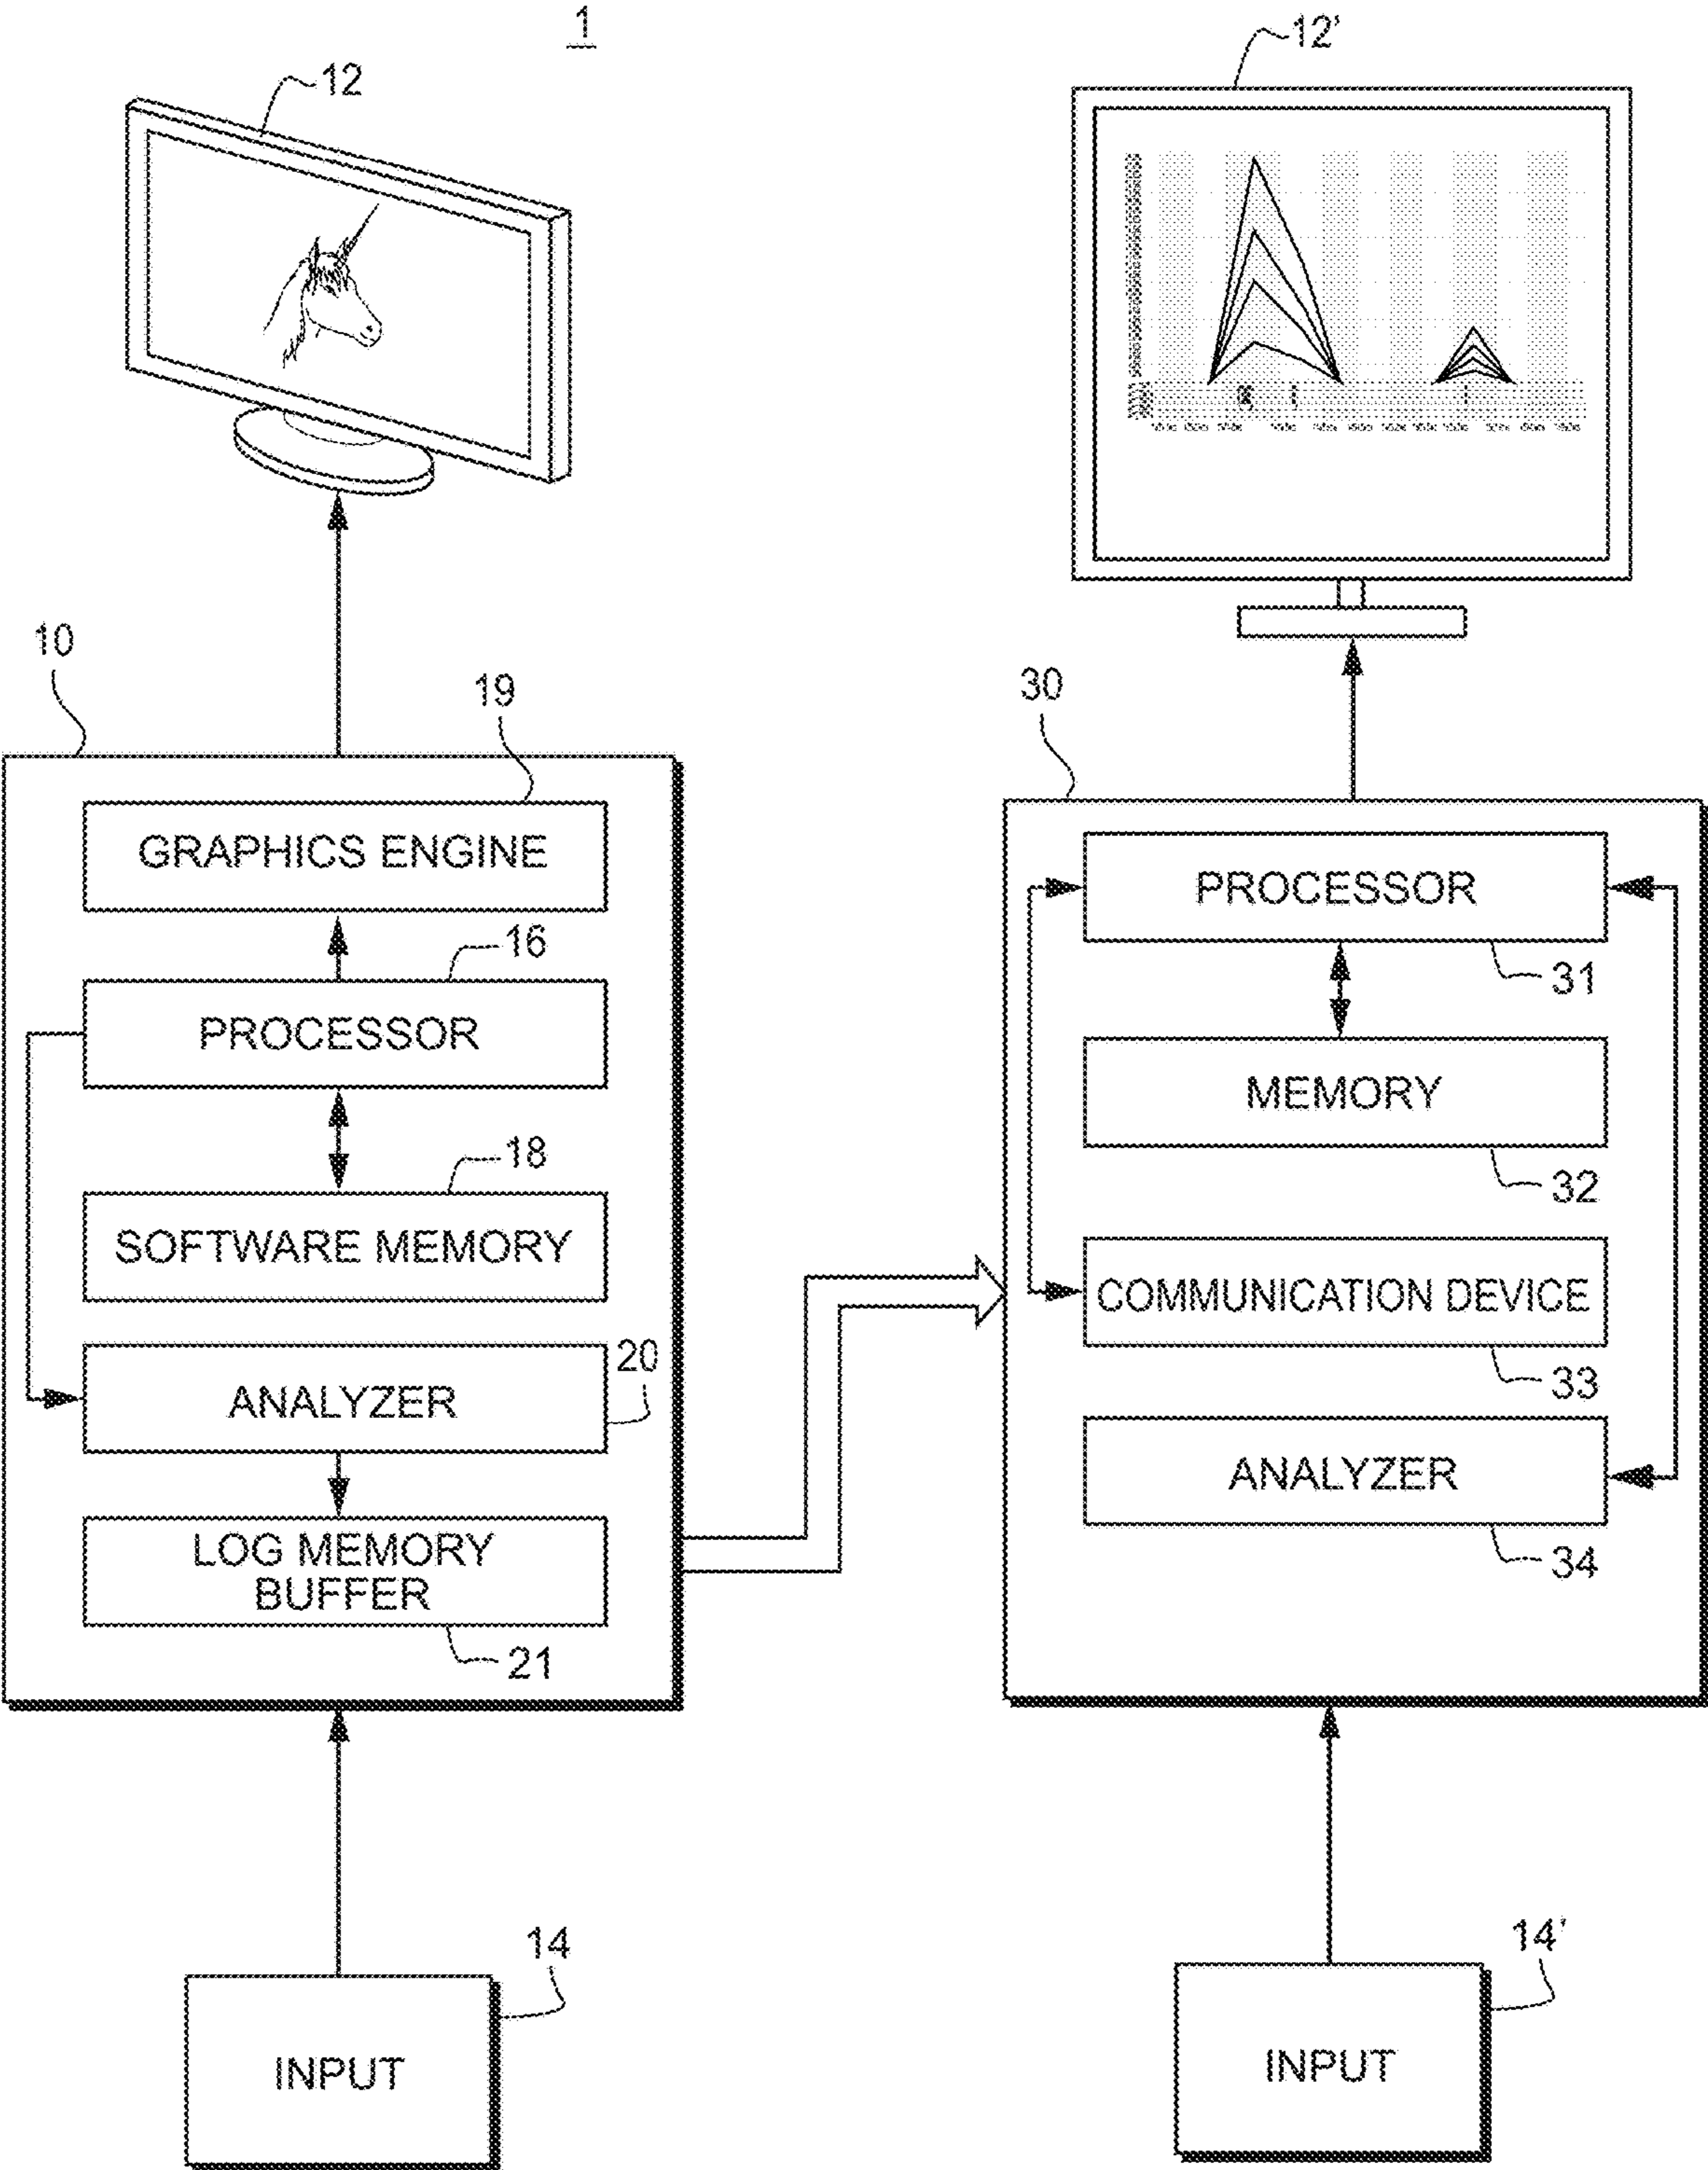 1
12
12'
10
19
GRAPHICS ENGINE
16
PROCESSOR
18
SOFTWARE MEMORY
20
ANALYZER
LOG MEMORY
BUFFER
21
14
INPUT
30
PROCESSOR
31
MEMORY
32
COMMUNICATION DEVICE
33
ANALYZER
34
14'
INPUT